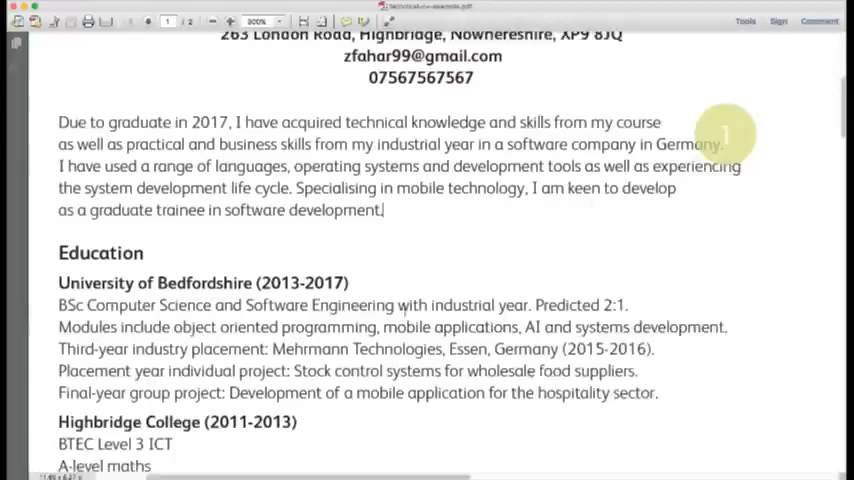 technical-cv-example.pdf
1 / 2 300% Tools Sign Comment
263 London Road, Highbridge, Nowhereshire, XP9 8JQ
zfahar99@gmail.com
07567567567
Due to graduate in 2017, I have acquired technical knowledge and skills from my course
as well as practical and business skills from my industrial year in a software company in Germany.
I have used a range of languages, operating systems and development tools as well as experiencing
the system development life cycle. Specialising in mobile technology, I am keen to develop
as a graduate trainee in software development.
Education
University of Bedfordshire (2013-2017)
BSc Computer Science and Software Engineering with industrial year. Predicted 2:1.
Modules include object oriented programming, mobile applications, AI and systems development.
Third-year industry placement: Mehrmann Technologies, Essen, Germany (2015-2016).
Placement year individual project: Stock control systems for wholesale food suppliers.
Final-year group project: Development of a mobile application for the hospitality sector.
Highbridge College (2011-2013)
BTEC Level 3 ICT
A-level maths